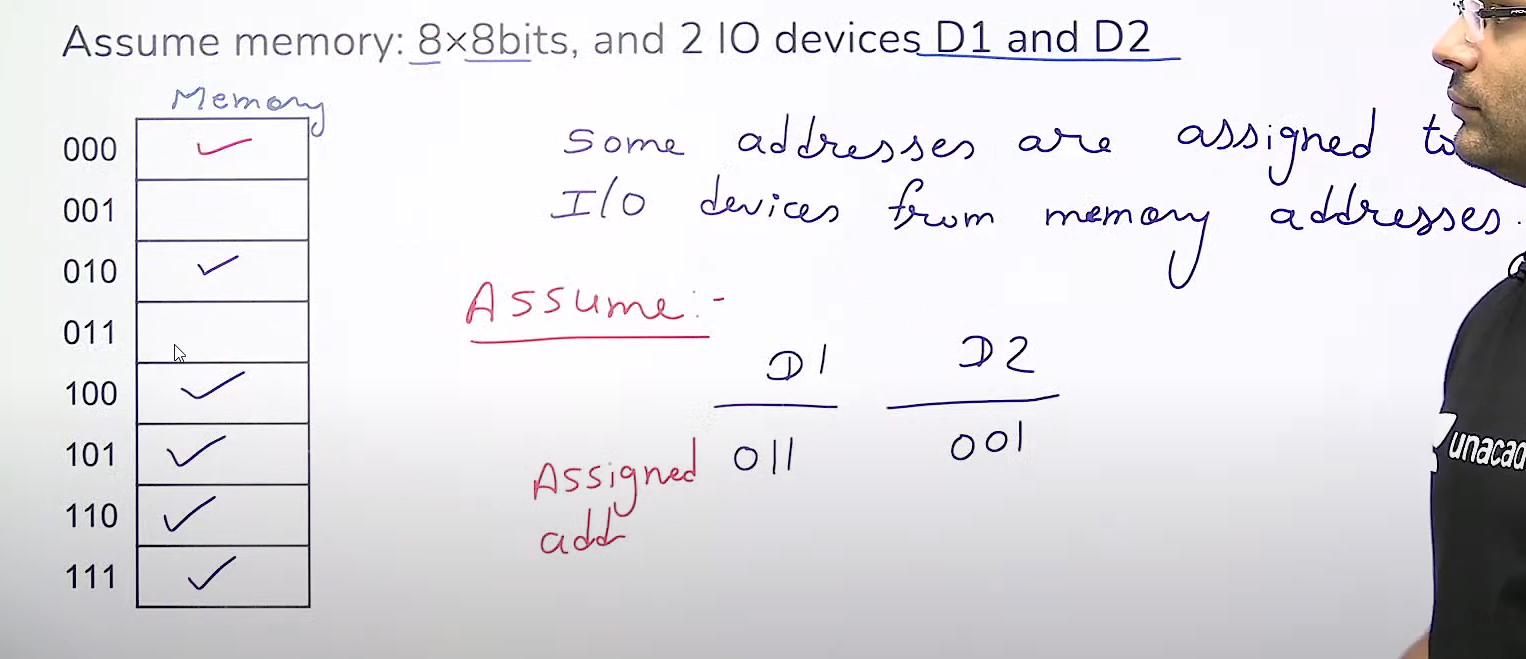 Assume memory: 8×8bits, and 2 IO devices D1 and D2
Memory
000
001
010
011
100
101
110
111
Some addresses are assigned to
I/O devices from memory addresses.
Assume:-
D1 D2
Assigned add 011 001